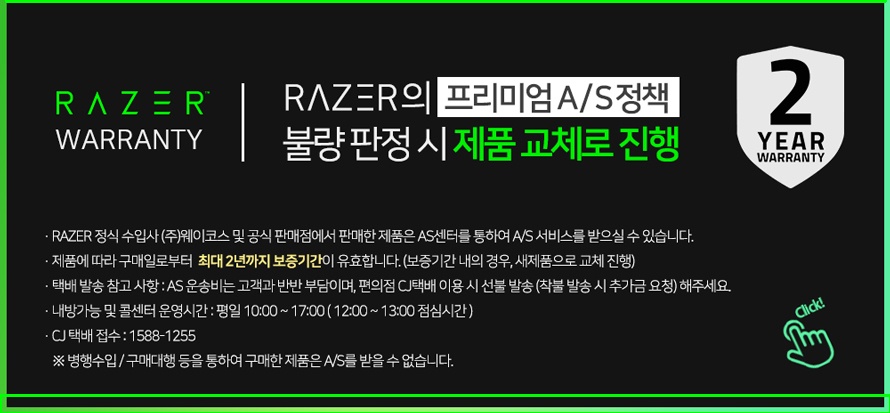 RAZER™
WARRANTY
RAZER의 프리미엄 A/S정책
불량 판정 시 제품 교체로 진행
2
YEAR
WARRANTY
· RAZER 정식 수입사 (주)웨이코스 및 공식 판매점에서 판매한 제품은 AS센터를 통하여 A/S 서비스를 받으실 수 있습니다.
· 제품에 따라 구매일로부터 최대 2년까지 보증기간이 유효합니다. (보증기간 내의 경우, 새제품으로 교체 진행)
· 택배 발송 참고 사항 : AS 운송비는 고객과 반반 부담이며, 편의점 CJ택배 이용 시 선불 발송 (착불 발송 시 추가금 요청) 해주세요.
· 내방가능 및 콜센터 운영시간 : 평일 10:00 ~ 17:00 ( 12:00 ~ 13:00 점심시간 )
· CJ 택배 접수 : 1588-1255
※ 병행수입 / 구매대행 등을 통하여 구매한 제품은 A/S를 받을 수 없습니다.
Click!